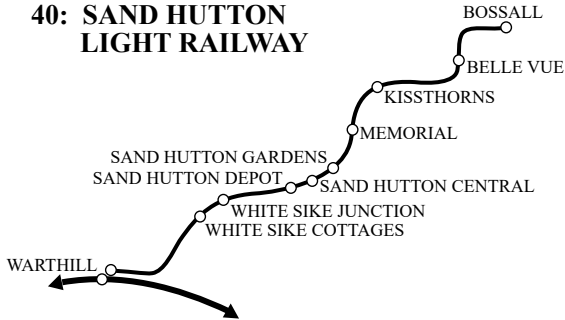 40: SAND HUTTON
LIGHT RAILWAY
BOSSALL
BELLE VUE
KISSTHORNS
MEMORIAL
SAND HUTTON GARDENS
SAND HUTTON DEPOT
SAND HUTTON CENTRAL
WHITE SIKE JUNCTION
WHITE SIKE COTTAGES
WARTHILL